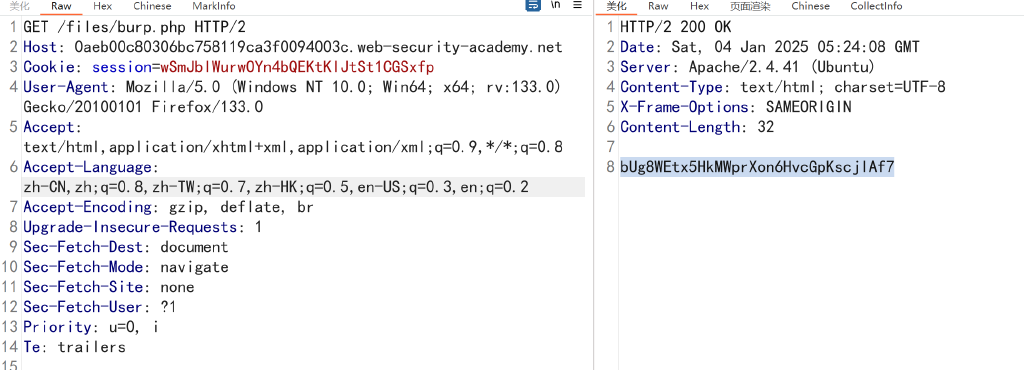 美化 Raw Hex Chinese MarkInfo \n
1 GET /files/burp.php HTTP/2
2 Host: 0aeb00c80306bc758119ca3f0094003c.web-security-academy.net
3 Cookie: session=wSmJblWurwOYn4bQEKtKlJtSt1CGSxfp
4 User-Agent: Mozilla/5.0 (Windows NT 10.0; Win64; x64; rv:133.0)
Gecko/20100101 Firefox/133.0
5 Accept:
text/html,application/xhtml+xml,application/xml;q=0.9,*/*;q=0.8
6 Accept-Language:
zh-CN,zh;q=0.8,zh-TW;q=0.7,zh-HK;q=0.5,en-US;q=0.3,en;q=0.2
7 Accept-Encoding: gzip, deflate, br
8 Upgrade-Insecure-Requests: 1
9 Sec-Fetch-Dest: document
10 Sec-Fetch-Mode: navigate
11 Sec-Fetch-Site: none
12 Sec-Fetch-User: ?1
13 Priority: u=0, i
14 Te: trailers
15
美化 Raw Hex 页面渲染 Chinese CollectInfo
1 HTTP/2 200 OK
2 Date: Sat, 04 Jan 2025 05:24:08 GMT
3 Server: Apache/2.4.41 (Ubuntu)
4 Content-Type: text/html; charset=UTF-8
5 X-Frame-Options: SAMEORIGIN
6 Content-Length: 32
7
8 bUg8WEtx5HkMWprXon6HvcGpKscjlAf7